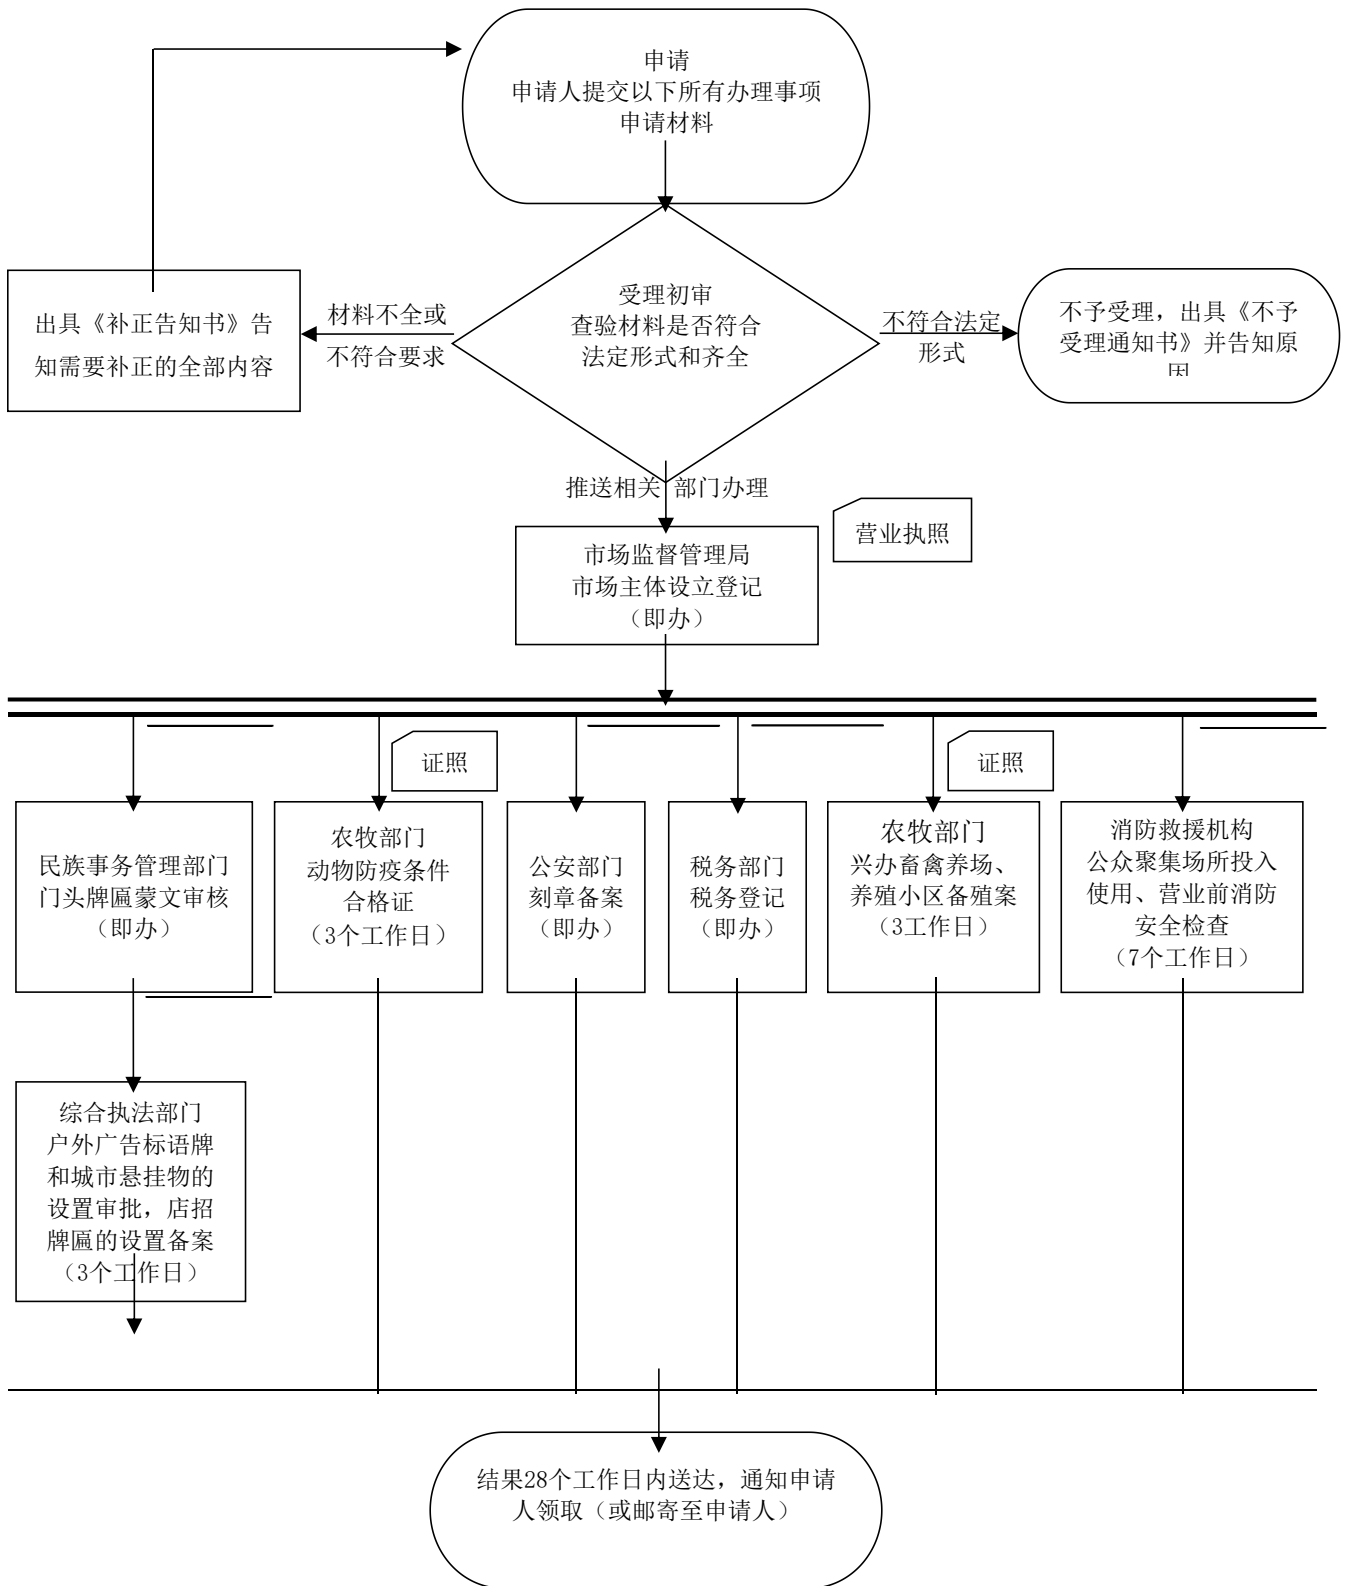 申请
申请人提交以下所有办理事项
申请材料
受理初审
查验材料是否符合
法定形式和齐全
材料不全或
不符合要求
出具《补正告知书》告
知需要补正的全部内容
不符合法定
形式
不予受理，出具《不予
受理通知书》并告知原
因
推送相关 部门办理
营业执照
市场监督管理局
市场主体设立登记
（即办）
证照
证照
民族事务管理部门
门头牌匾蒙文审核
（即办）
农牧部门
动物防疫条件
合格证
（3个工作日）
公安部门
刻章备案
（即办）
税务部门
税务登记
（即办）
农牧部门
兴办畜禽养场、
养殖小区备殖案
（3工作日）
消防救援机构
公众聚集场所投入
使用、营业前消防
安全检查
（7个工作日）
综合执法部门
户外广告标语牌
和城市悬挂物的
设置审批，店招
牌匾的设置备案
（3个工作日）
结果28个工作日内送达，通知申请
人领取（或邮寄至申请人）